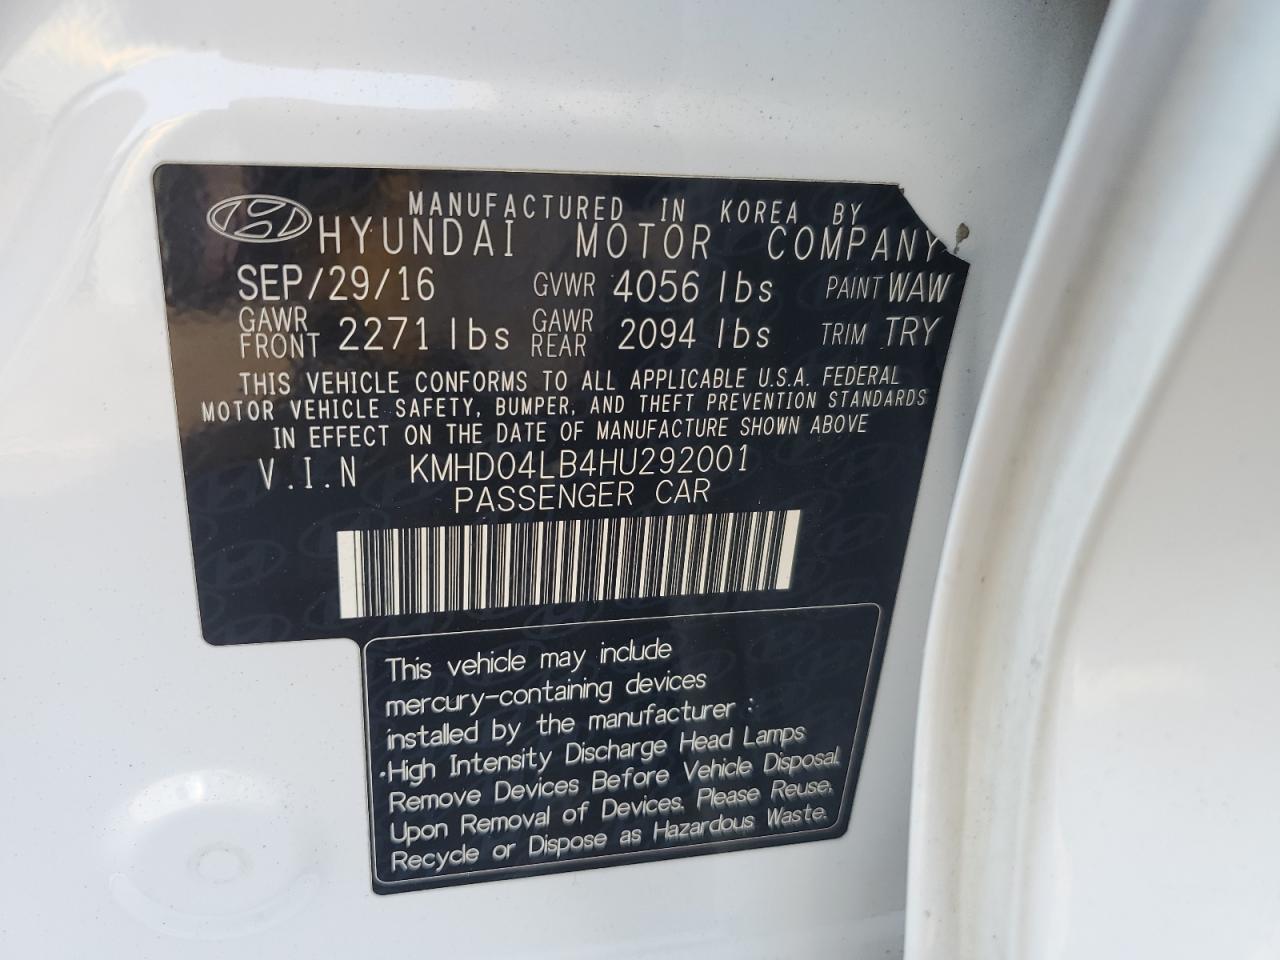 MANUFACTURED IN KOREA BY
HYUNDAI MOTOR COMPANY
SEP/29/16 GVWR 4056 lbs PAINT WAW
GAWR FRONT 2271 lbs GAWR REAR 2094 lbs TRIM TRY
THIS VEHICLE CONFORMS TO ALL APPLICABLE U.S.A. FEDERAL
MOTOR VEHICLE SAFETY, BUMPER, AND THEFT PREVENTION STANDARDS
IN EFFECT ON THE DATE OF MANUFACTURE SHOWN ABOVE
V.I.N KMHD04LB4HU292001
PASSENGER CAR
This vehicle may include
mercury-containing devices
installed by the manufacturer :
•High Intensity Discharge Head Lamps
Remove Devices Before Vehicle Disposal.
Upon Removal of Devices. Please Reuse,
Recycle or Dispose as Hazardous Waste.